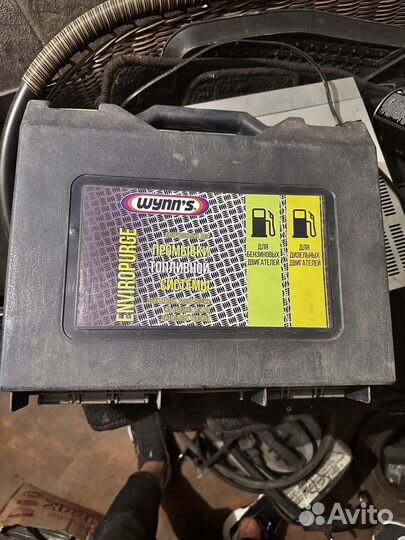 WYNN'S
ENVIROPURGE
ПРОМЫВКИ
ТОПЛИВНОЙ
СИСТЕМЫ
ДЛЯ
БЕНЗИНОВЫХ
ДВИГАТЕЛЕЙ
ДЛЯ
ДИЗЕЛЬНЫХ
ДВИГАТЕЛЕЙ
Avito